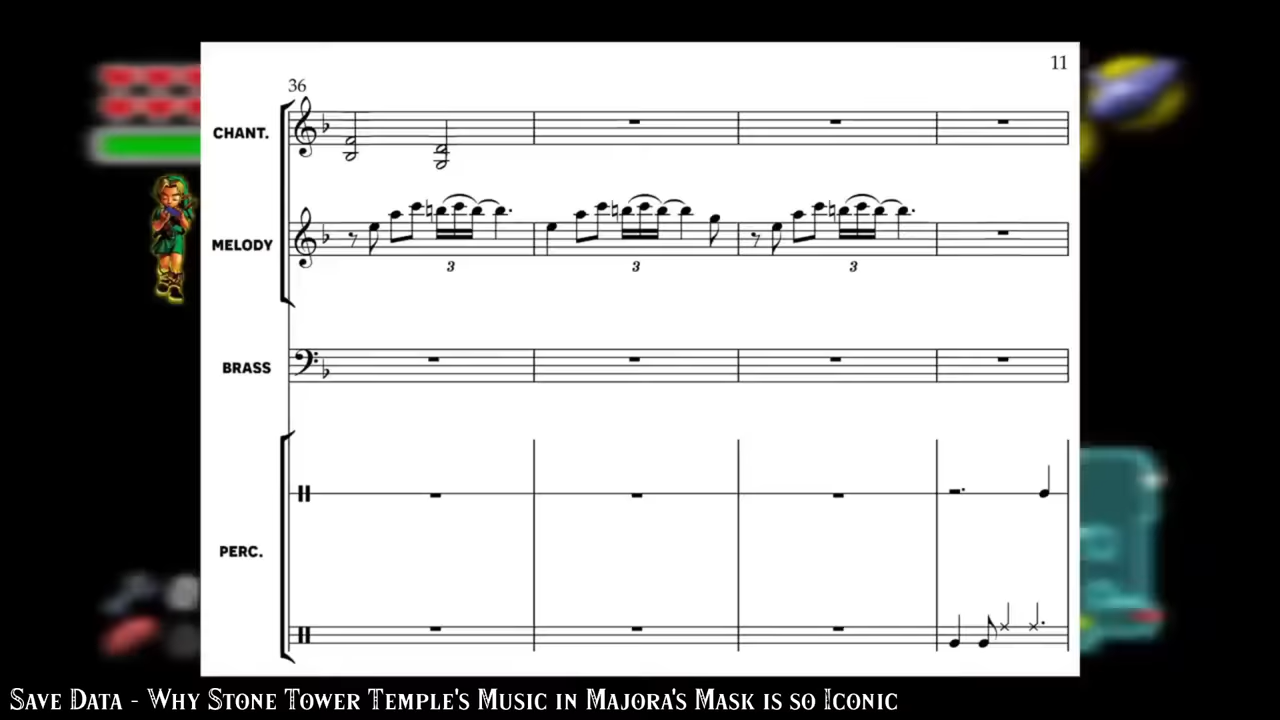 11
36
CHANT.
MELODY
3 3 3
BRASS
PERC.
Save Data - Why Stone Tower Temple's Music in Majora's Mask is so Iconic